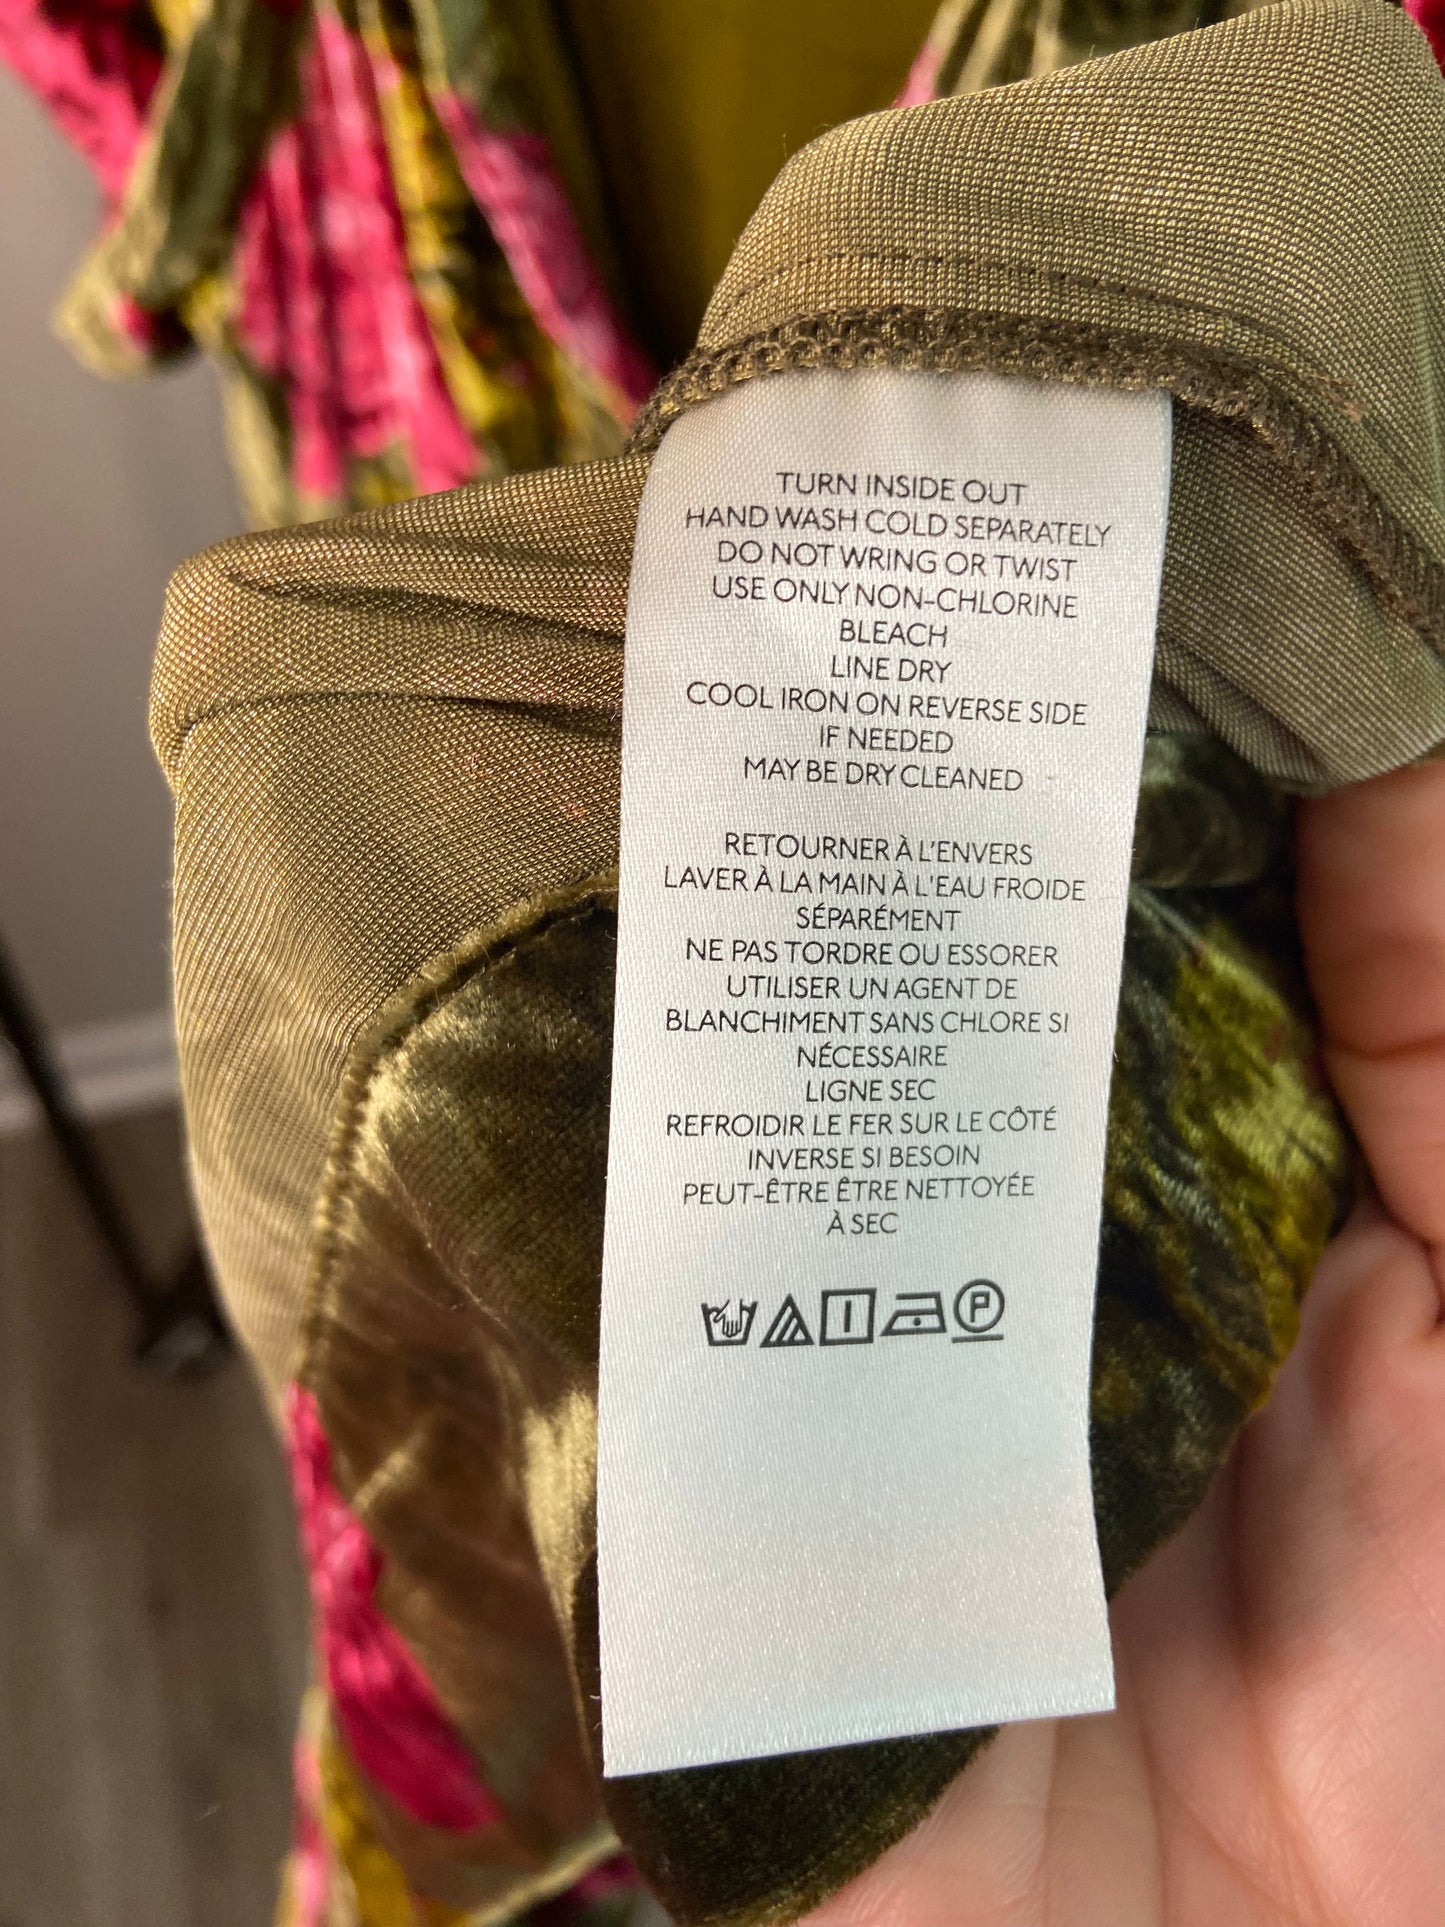 TURN INSIDE OUT
HAND WASH COLD SEPARATELY
DO NOT WRING OR TWIST
USE ONLY NON-CHLORINE
BLEACH
LINE DRY
COOL IRON ON REVERSE SIDE
IF NEEDED
MAY BE DRY CLEANED
RETOURNER À L'ENVERS
LAVER À LA MAIN À L'EAU FROIDE
SÉPARÉMENT
NE PAS TORDRE OU ESSORER
UTILISER UN AGENT DE
BLANCHIMENT SANS CHLORE SI
NÉCESSAIRE
LIGNE SEC
REFROIDIR LE FER SUR LE CÔTÉ
INVERSE SI BESOIN
PEUT-ÊTRE ÊTRE NETTOYÉE
À SEC
P